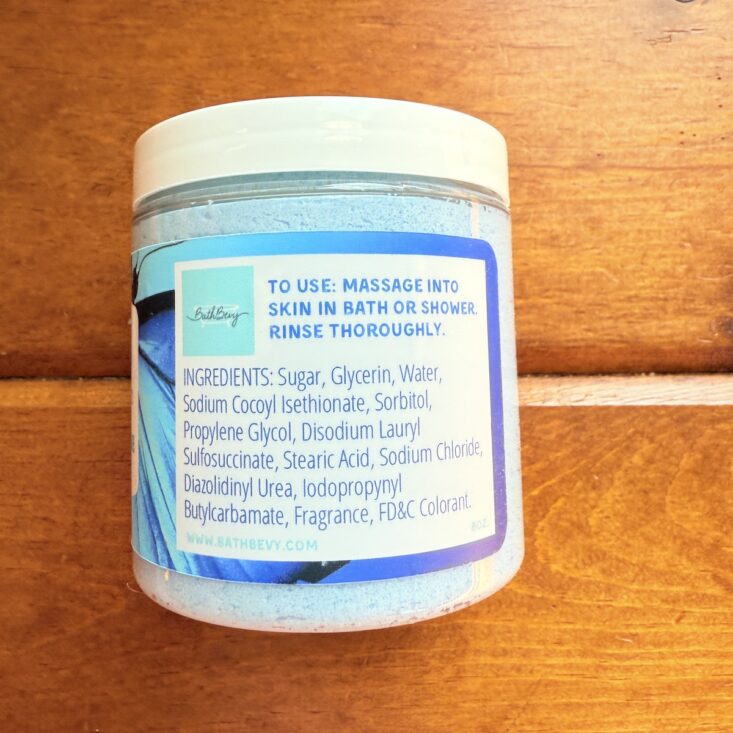 BathBevy
TO USE: MASSAGE INTO
SKIN IN BATH OR SHOWER.
RINSE THOROUGHLY.
INGREDIENTS: Sugar, Glycerin, Water,
Sodium Cocoyl Isethionate, Sorbitol,
Propylene Glycol, Disodium Lauryl
Sulfosuccinate, Stearic Acid, Sodium Chloride,
Diazolidinyl Urea, Iodopropynyl
Butylcarbamate, Fragrance, FD&C Colorant.
8OZ.
WWW.BATHBEVY.COM